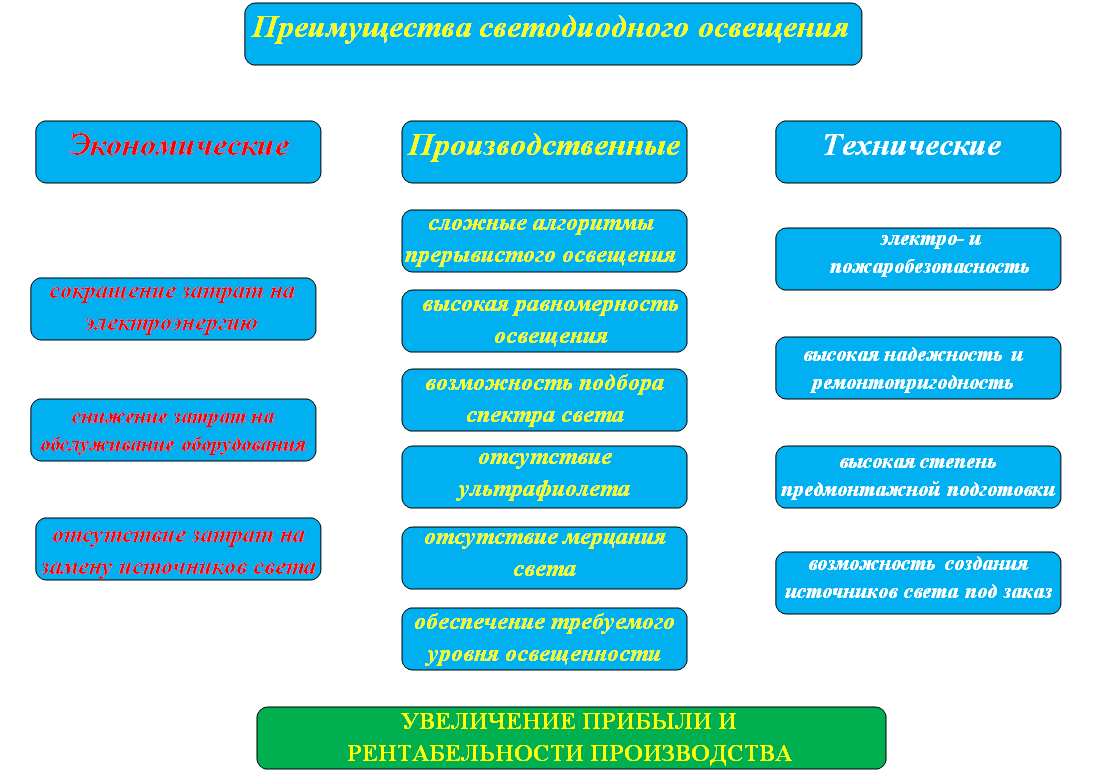 Преимущества светодиодного освещения
Экономические
сокращение затрат на
электроэнергию
снижение затрат на
обслуживание оборудования
отсутствие затрат на
замену источников света
Производственные
сложные алгоритмы
прерывистого освещения
высокая равномерность
освещения
возможность подбора
спектра света
отсутствие
ультрафиолета
отсутствие мерцания
света
обеспечение требуемого
уровня освещенности
Технические
электро- и
пожаробезопасность
высокая надежность и
ремонтопригодность
высокая степень
предмонтажной подготовки
возможность создания
источников света под заказ
УВЕЛИЧЕНИЕ ПРИБЫЛИ И
РЕНТАБЕЛЬНОСТИ ПРОИЗВОДСТВА